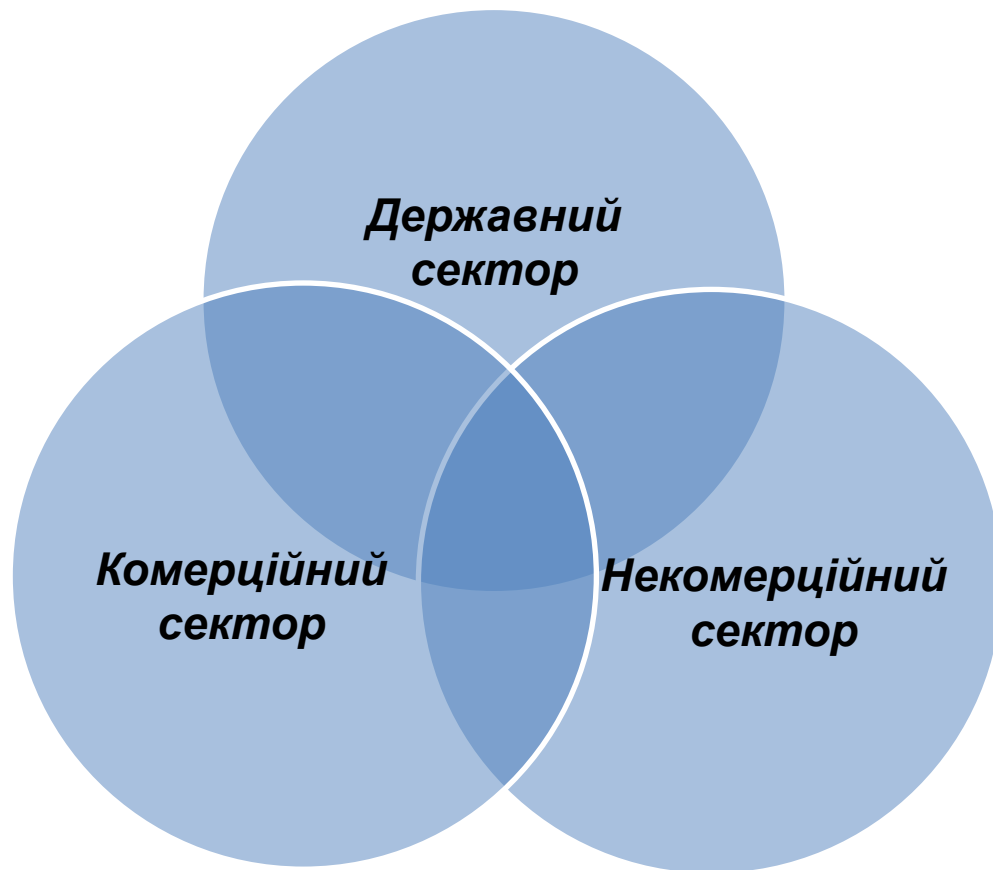 Державний
сектор
Комерційний
сектор
Некомерційний
сектор